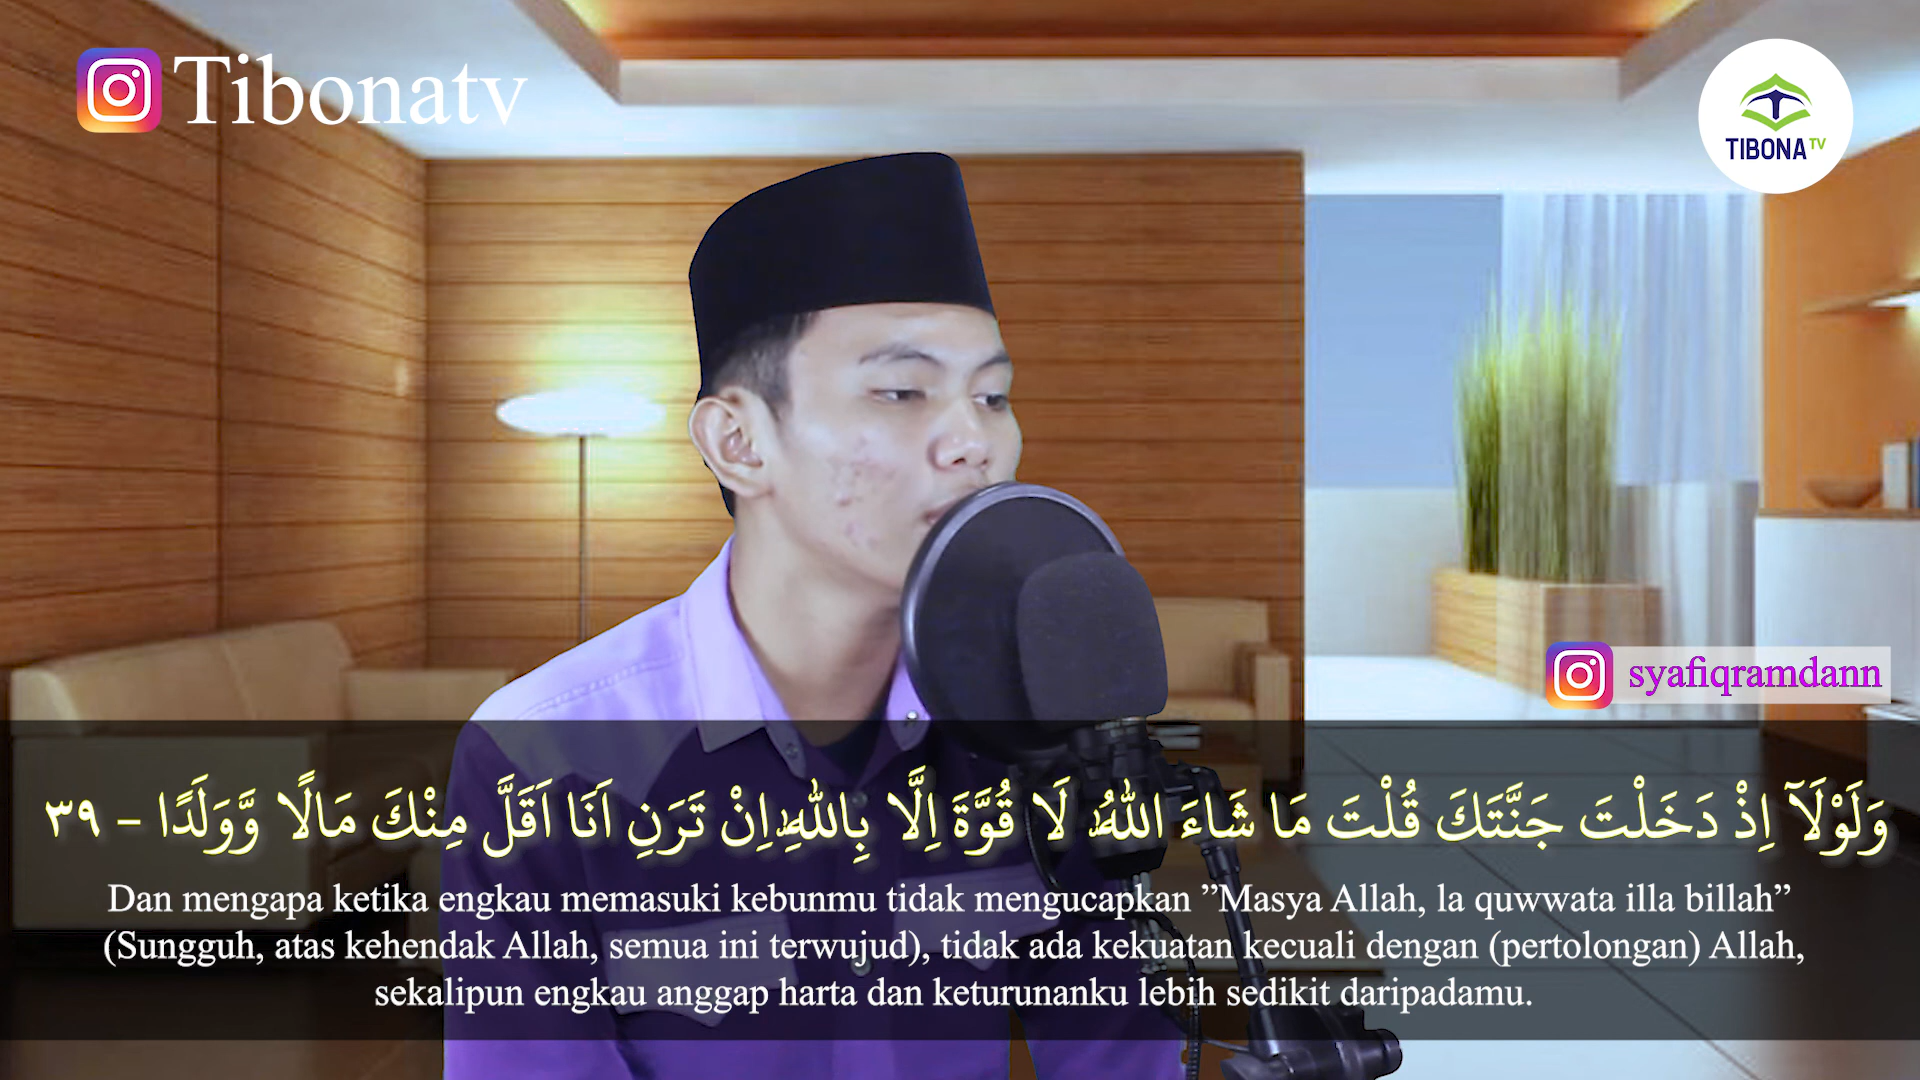 Tibonatv
TIBONA TV
syafiqramdann
وَلَوْلَآ اِذْ دَخَلْتَ جَنَّتَكَ قُلْتَ مَا شَاۤءَ اللّٰهُ ۙ لَا قُوَّةَ اِلَّا بِاللّٰهِ ۚاِنْ تَرَنِ اَنَا۠ اَقَلَّ مِنْكَ مَالًا وَّوَلَدًا – ٣٩
Dan mengapa ketika engkau memasuki kebunmu tidak mengucapkan ”Masya Allah, la quwwata illa billah”
(Sungguh, atas kehendak Allah, semua ini terwujud), tidak ada kekuatan kecuali dengan (pertolongan) Allah,
sekalipun engkau anggap harta dan keturunanku lebih sedikit daripadamu.